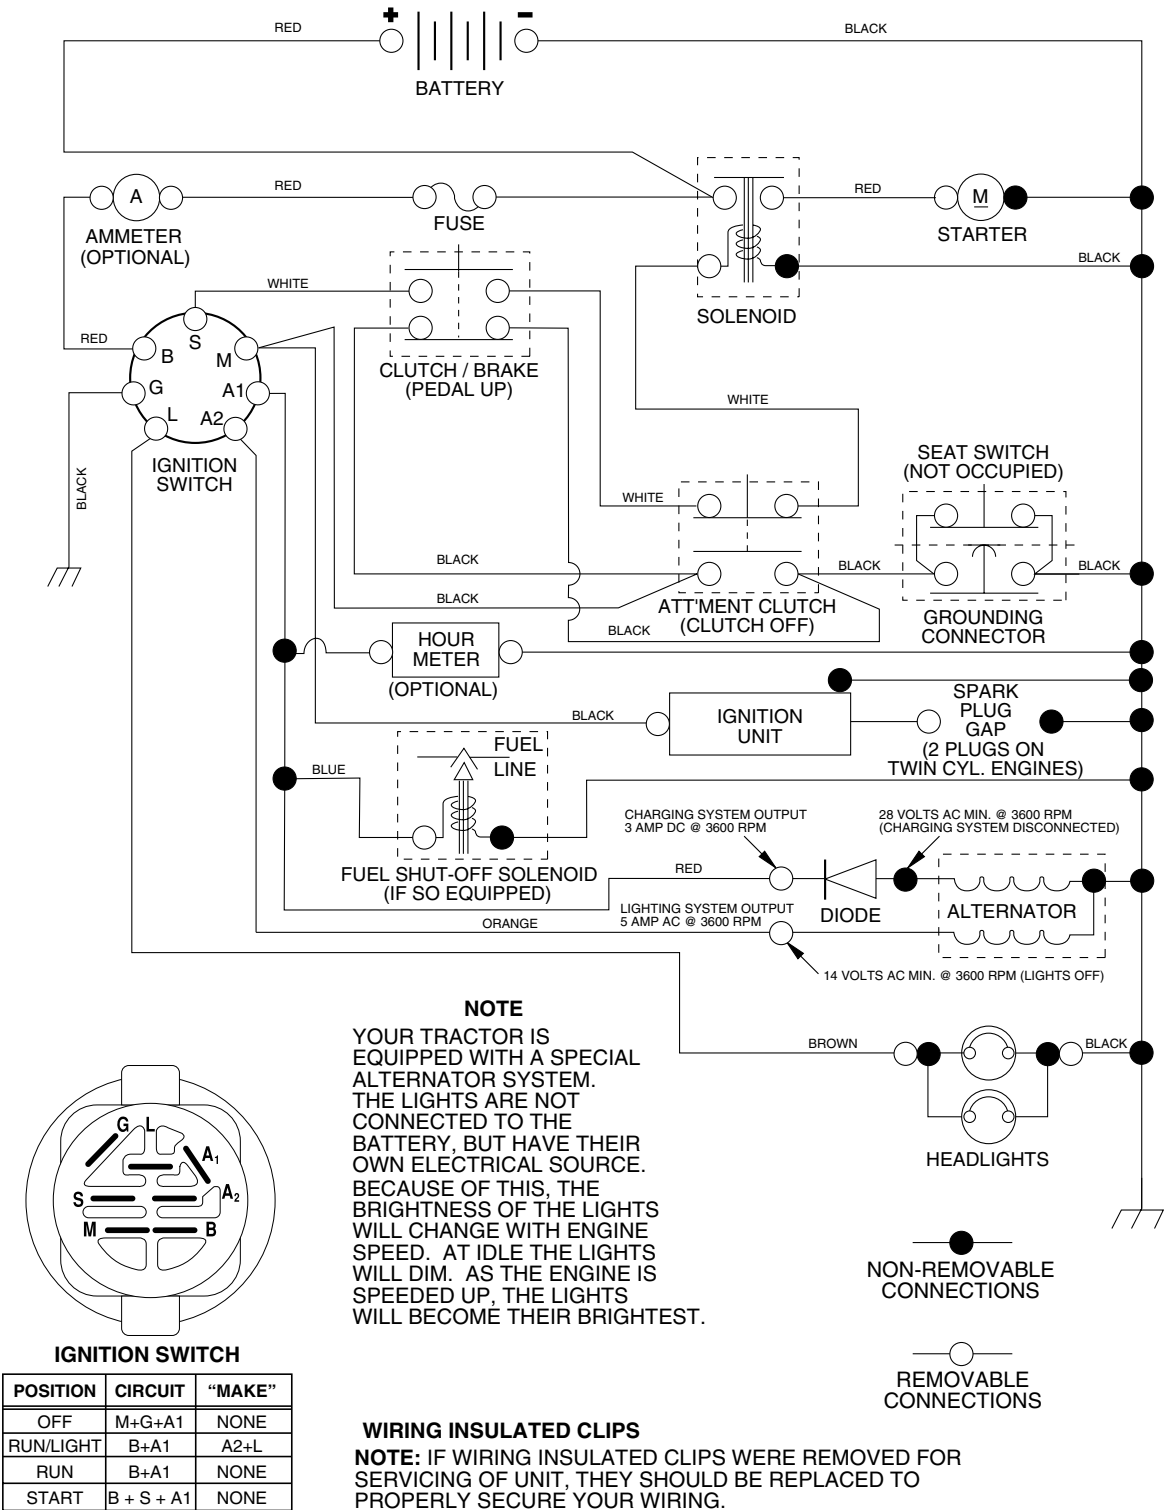 + −
RED
BLACK
BATTERY
A
RED
RED
M
AMMETER
(OPTIONAL)
FUSE
STARTER
BLACK
WHITE
SOLENOID
RED
S
B
M
G
A1
L
A2
CLUTCH / BRAKE
(PEDAL UP)
WHITE
IGNITION
SWITCH
BLACK
SEAT SWITCH
(NOT OCCUPIED)
WHITE
BLACK
BLACK
BLACK
BLACK
ATT'MENT CLUTCH
(CLUTCH OFF)
GROUNDING
CONNECTOR
BLACK
HOUR
METER
(OPTIONAL)
BLACK
IGNITION
UNIT
SPARK
PLUG
GAP
(2 PLUGS ON
TWIN CYL. ENGINES)
FUEL
LINE
BLUE
CHARGING SYSTEM OUTPUT
3 AMP DC @ 3600 RPM
28 VOLTS AC MIN. @ 3600 RPM
(CHARGING SYSTEM DISCONNECTED)
FUEL SHUT-OFF SOLENOID
(IF SO EQUIPPED)
RED
LIGHTING SYSTEM OUTPUT
5 AMP AC @ 3600 RPM
DIODE
ALTERNATOR
ORANGE
14 VOLTS AC MIN. @ 3600 RPM (LIGHTS OFF)
NOTE
YOUR TRACTOR IS
EQUIPPED WITH A SPECIAL
ALTERNATOR SYSTEM.
THE LIGHTS ARE NOT
CONNECTED TO THE
BATTERY, BUT HAVE THEIR
OWN ELECTRICAL SOURCE.
BECAUSE OF THIS, THE
BRIGHTNESS OF THE LIGHTS
WILL CHANGE WITH ENGINE
SPEED. AT IDLE THE LIGHTS
WILL DIM. AS THE ENGINE IS
SPEEDED UP, THE LIGHTS
WILL BECOME THEIR BRIGHTEST.
BROWN
BLACK
HEADLIGHTS
NON-REMOVABLE
CONNECTIONS
REMOVABLE
CONNECTIONS
G L
A1
S
A2
M
B
IGNITION SWITCH
POSITION CIRCUIT “MAKE”
OFF M+G+A1 NONE
RUN/LIGHT B+A1 A2+L
RUN B+A1 NONE
START B + S + A1 NONE
WIRING INSULATED CLIPS
NOTE: IF WIRING INSULATED CLIPS WERE REMOVED FOR
SERVICING OF UNIT, THEY SHOULD BE REPLACED TO
PROPERLY SECURE YOUR WIRING.